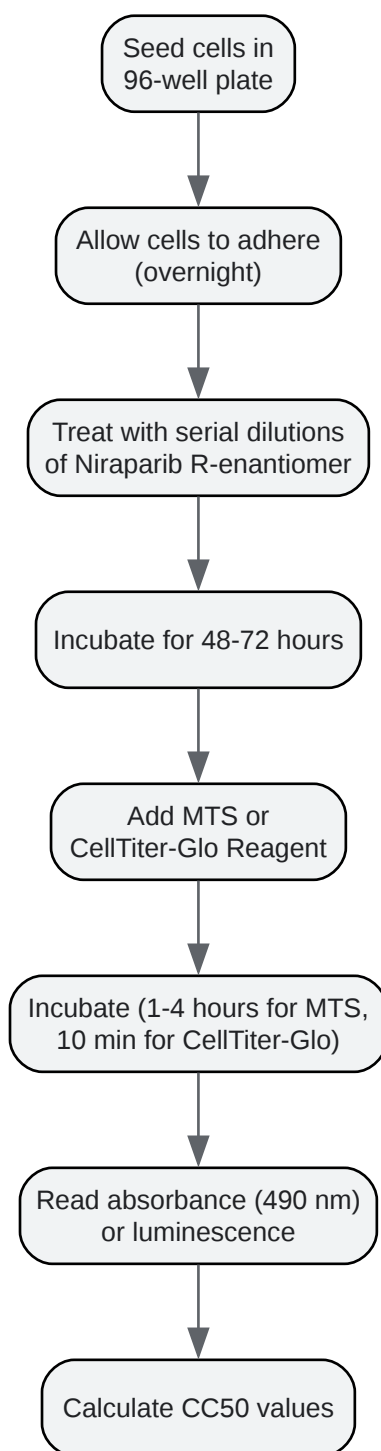 Seed cells in
96-well plate
Allow cells to adhere
(overnight)
Treat with serial dilutions
of Niraparib R-enantiomer
Incubate for 48-72 hours
Add MTS or
CellTiter-Glo Reagent
Incubate (1-4 hours for MTS,
10 min for CellTiter-Glo)
Read absorbance (490 nm)
or luminescence
Calculate CC50 values